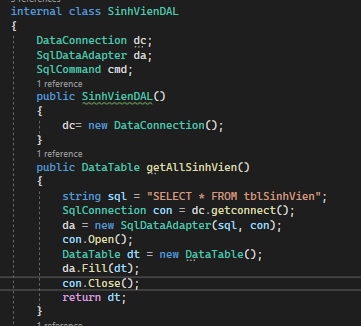 internal class SinhVienDAL
{
DataConnection dc;
SqlDataAdapter da;
SqlCommand cmd;
1 reference
public SinhVienDAL()
{
dc= new DataConnection();
}
1 reference
public DataTable getAllSinhVien()
{
string sql = "SELECT * FROM tblSinhVien";
SqlConnection con = dc.getconnect();
da = new SqlDataAdapter(sql, con);
con.Open();
DataTable dt = new DataTable();
da.Fill(dt);
con.Close();
return dt;
}
1 reference